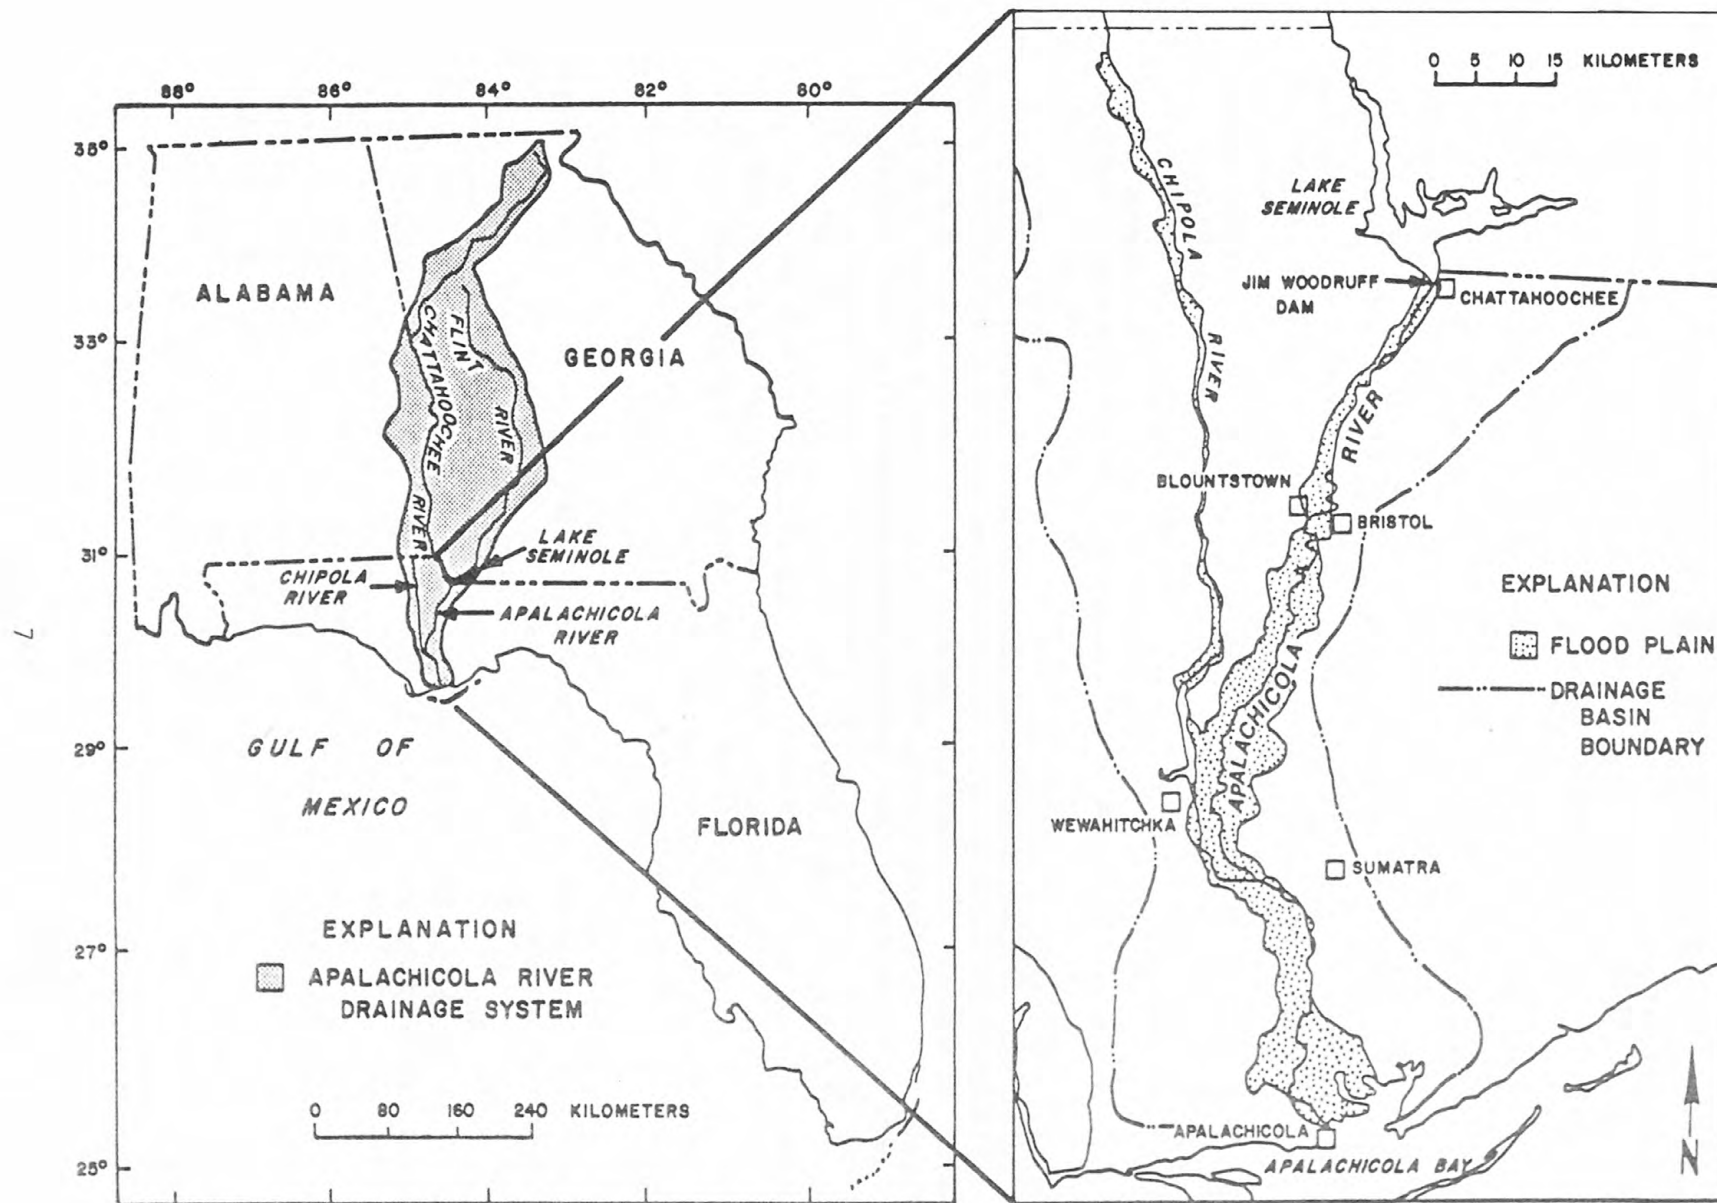 88°
84°
82°
80°
35°
33°
31°
29°
27°
25°
ALABAMA
GEORGIA
FLINT
RIVER
CHATTAHOOCHEE
RIVER
LAKE
SEMINOLE
CHIPOLA
RIVER
APALACHICOLA
RIVER
GULF OF
MEXICO
FLORIDA
EXPLANATION
APALACHICOLA RIVER
DRAINAGE SYSTEM
0 80 160 240 KILOMETERS
7
0 5 10 15 KILOMETERS
CHIPOLA
RIVER
LAKE
SEMINOLE
JIM WOODRUFF
DAM
CHATTAHOOCHEE
APALACHICOLA
RIVER
BLOUNTSTOWN
BRISTOL
EXPLANATION
FLOOD PLAIN
DRAINAGE
BASIN
BOUNDARY
WEWAHITCHKA
SUMATRA
APALACHICOLA
APALACHICOLA BAY
N